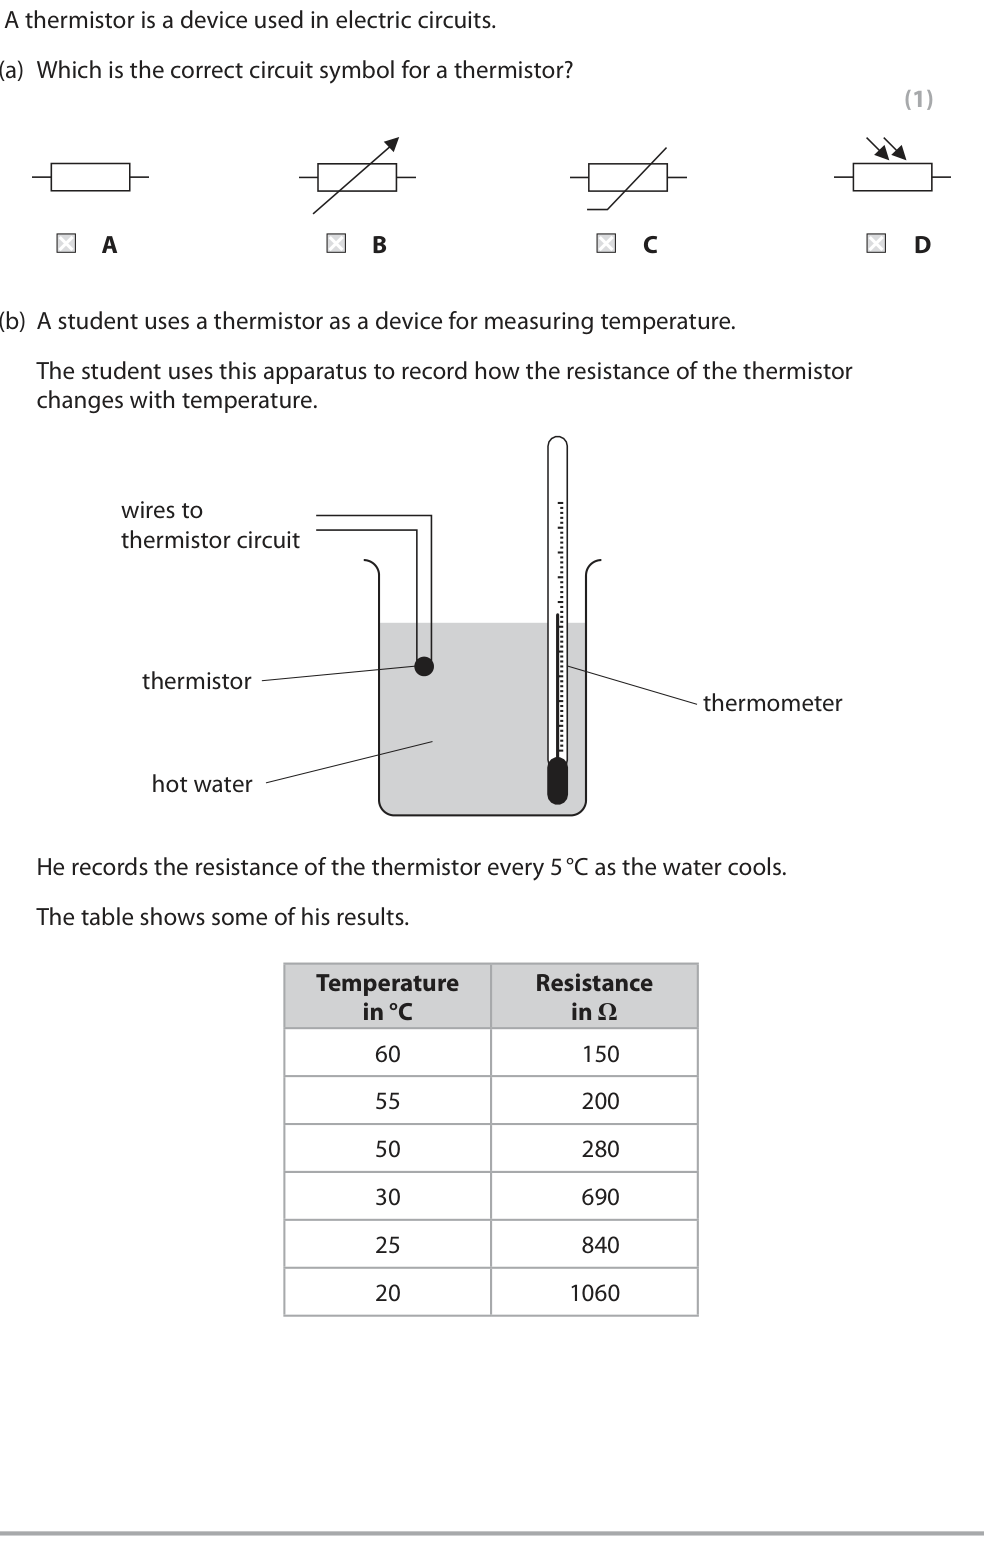 A thermistor is a device used in electric circuits.
(a) Which is the correct circuit symbol for a thermistor?
(1)
A B C D
(b) A student uses a thermistor as a device for measuring temperature.
The student uses this apparatus to record how the resistance of the thermistor
changes with temperature.
wires to
thermistor circuit
thermistor
thermometer
hot water
He records the resistance of the thermistor every 5 °C as the water cools.
The table shows some of his results.
Temperature Resistance
in °C in Ω
60 150
55 200
50 280
30 690
25 840
20 1060